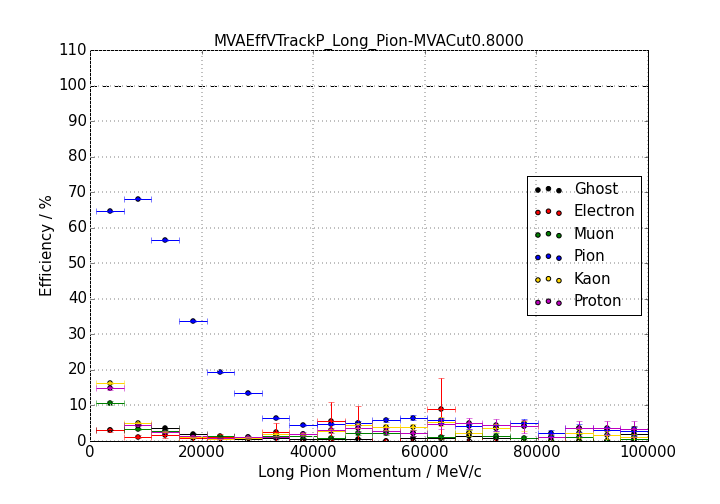 MVAEffVTrackP_Long_Pion-MVACut0.8000
110
100
90
80
70
60
50
40
30
20
10
0
Efficiency / %
Ghost
Electron
Muon
Pion
Kaon
Proton
0 20000 40000 60000 80000 100000
Long Pion Momentum / MeV/c